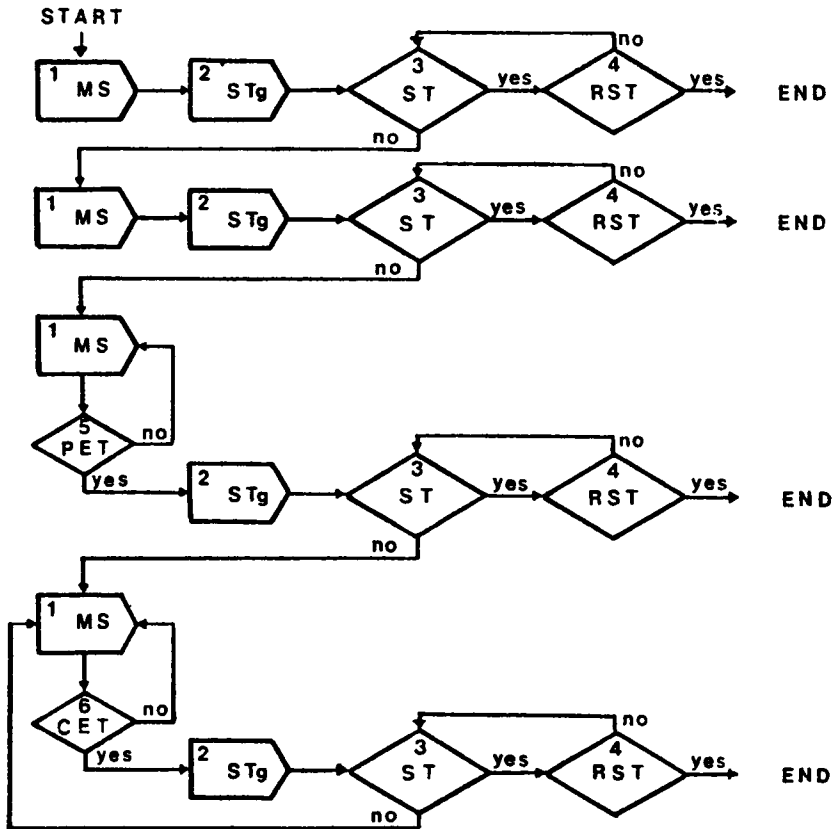 START
1 MS
2 STg
3 ST
yes
4 RST
no
yes
END
no
1 MS
2 STg
3 ST
yes
4 RST
no
yes
END
no
1 MS
5 PET
no
yes
2 STg
3 ST
yes
4 RST
no
yes
END
no
1 MS
6 CET
no
yes
2 STg
3 ST
yes
4 RST
no
yes
END
no